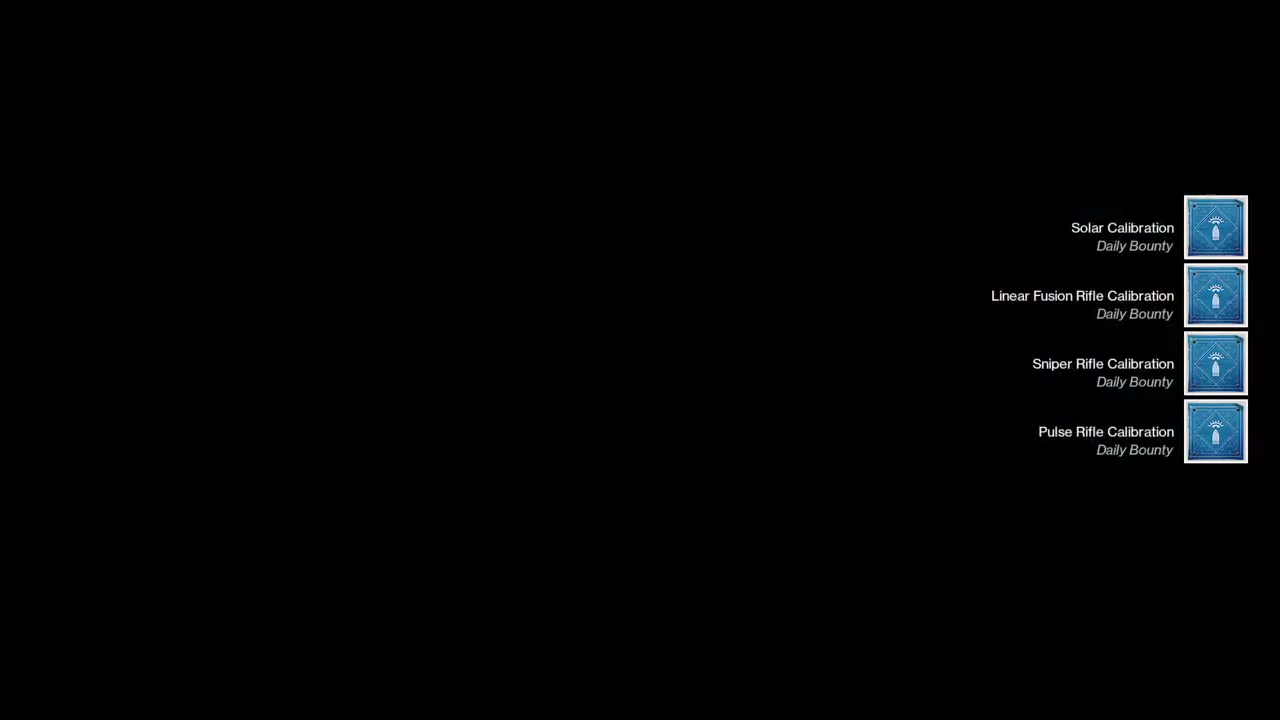 Solar Calibration
Daily Bounty
Linear Fusion Rifle Calibration
Daily Bounty
Sniper Rifle Calibration
Daily Bounty
Pulse Rifle Calibration
Daily Bounty